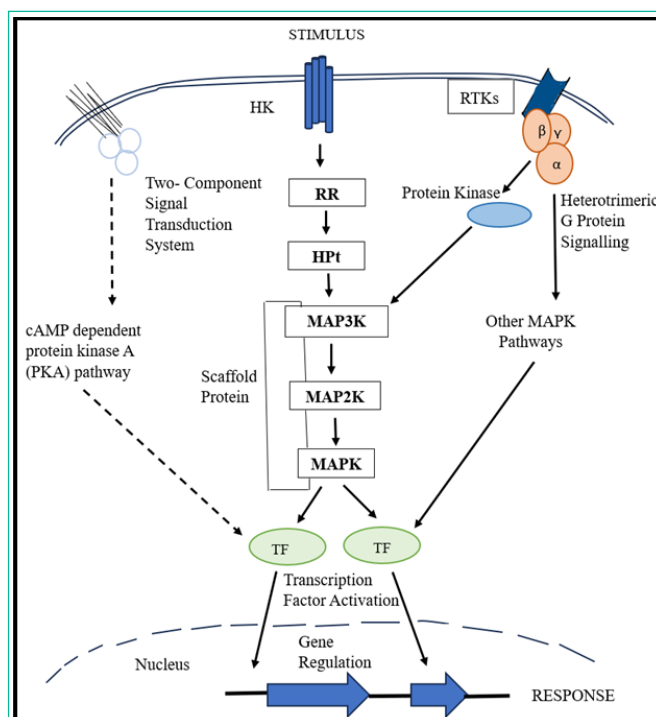 STIMULUS
HK
RTKs
β γ
α
Two- Component
Signal
Transduction
System
RR
Protein Kinase
Heterotrimeric
G Protein
Signalling
HPt
cAMP dependent
protein kinase A
(PKA) pathway
MAP3K
Other MAPK
Pathways
Scaffold
Protein
MAP2K
MAPK
TF
TF
Transcription
Factor Activation
Nucleus
Gene
Regulation
RESPONSE